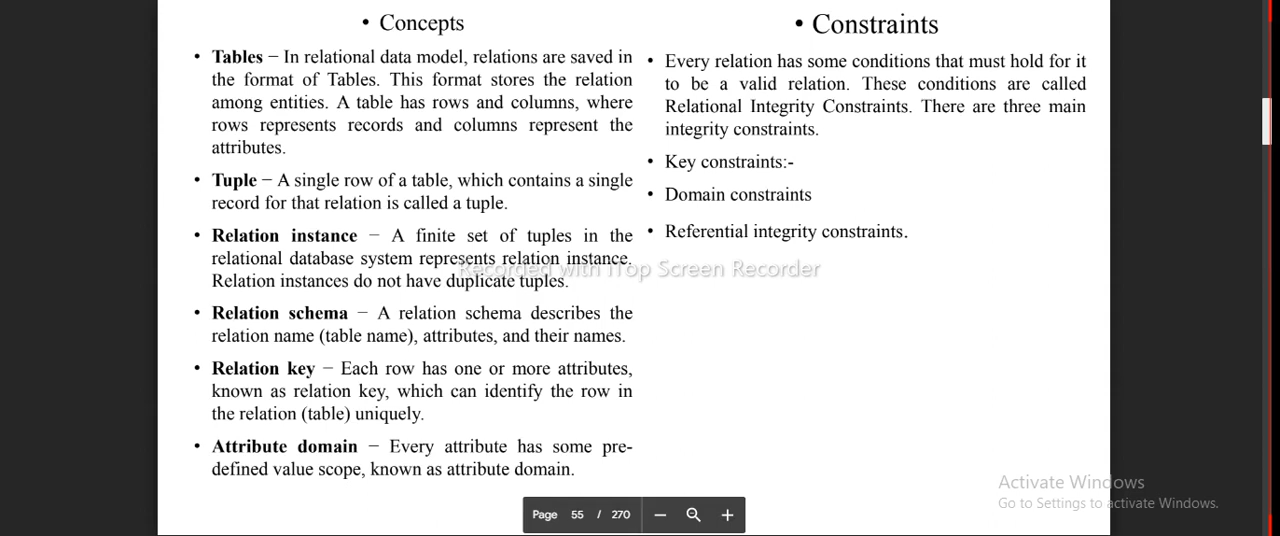 • Concepts
• Tables − In relational data model, relations are saved in
the format of Tables. This format stores the relation
among entities. A table has rows and columns, where
rows represents records and columns represent the
attributes.
• Tuple − A single row of a table, which contains a single
record for that relation is called a tuple.
• Relation instance − A finite set of tuples in the
relational database system represents relation instance.
Relation instances do not have duplicate tuples.
• Relation schema − A relation schema describes the
relation name (table name), attributes, and their names.
• Relation key − Each row has one or more attributes,
known as relation key, which can identify the row in
the relation (table) uniquely.
• Attribute domain − Every attribute has some pre-
defined value scope, known as attribute domain.
• Constraints
• Every relation has some conditions that must hold for it
to be a valid relation. These conditions are called
Relational Integrity Constraints. There are three main
integrity constraints.
• Key constraints:-
• Domain constraints
• Referential integrity constraints.
Recorded with iTop Screen Recorder
Activate Windows
Go to Settings to activate Windows.
Page 55 / 270